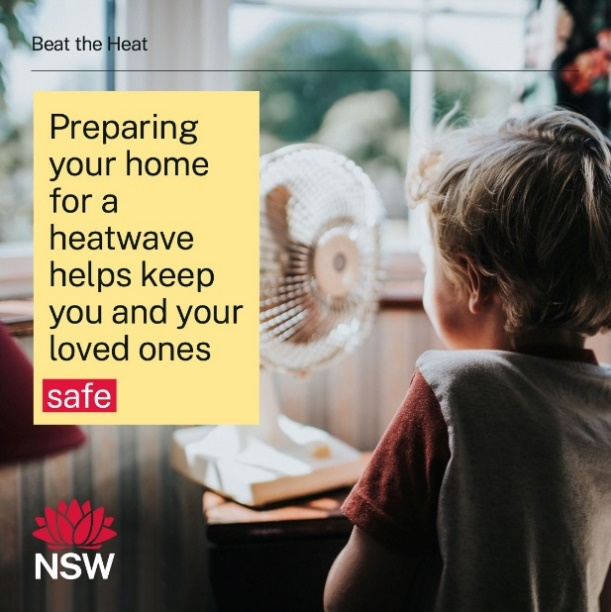 Beat the Heat
Preparing
your home
for a
heatwave
helps keep
you and your
loved ones
safe
NSW